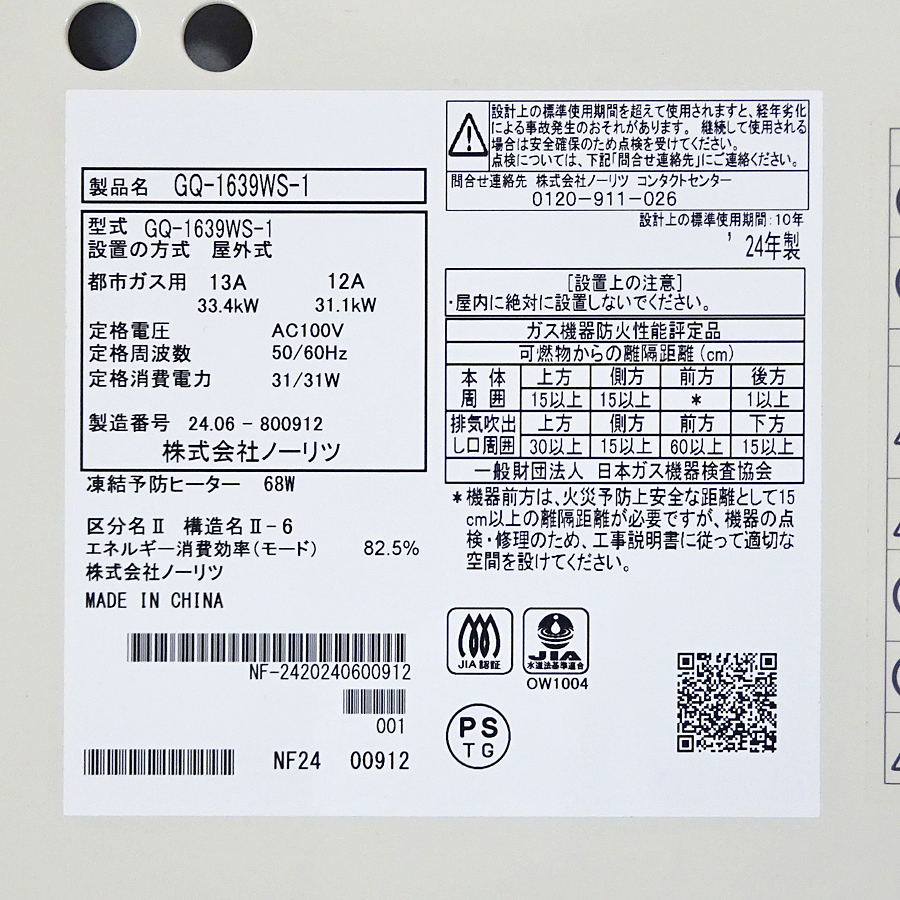 製品名 GQ-1639WS-1
型式 GQ-1639WS-1
設置の方式 屋外式
都市ガス用 13A 12A
33.4kW 31.1kW
定格電圧 AC100V
定格周波数 50/60Hz
定格消費電力 31/31W
製造番号 24.06-800912
株式会社ノーリツ
凍結予防ヒーター 68W
区分名Ⅱ 構造名Ⅱ-6
エネルギー消費効率(モード) 82.5%
株式会社ノーリツ
MADE IN CHINA
NF-2420240600912
001
NF24 00912
設計上の標準使用期間を超えて使用されますと、経年劣化
による事故発生のおそれがあります。 継続して使用される
場合は安全確保のため点検を受けてください。
点検については、下記「問合せ連絡先」にご連絡ください。
問合せ連絡先 株式会社ノーリツ コンタクトセンター
0120-911-026
設計上の標準使用期間:10年
'24年製
[設置上の注意]
・屋内に絶対に設置しないでください。
ガス機器防火性能評定品
可燃物からの離隔距離(cm)
本体 上方 側方 前方 後方
周囲 15以上 15以上 * 1以上
排気吹出 上方 側方 前方 下方
し口周囲 30以上 15以上 60以上 15以上
一般財団法人 日本ガス機器検査協会
*機器前方は、火災予防上安全な距離として15
cm以上の離隔距離が必要ですが、機器の点
検・修理のため、工事説明書に従って適切な
空間を設けてください。
JIA認証
JIA
水道法基準適合
OW1004
PS
TG